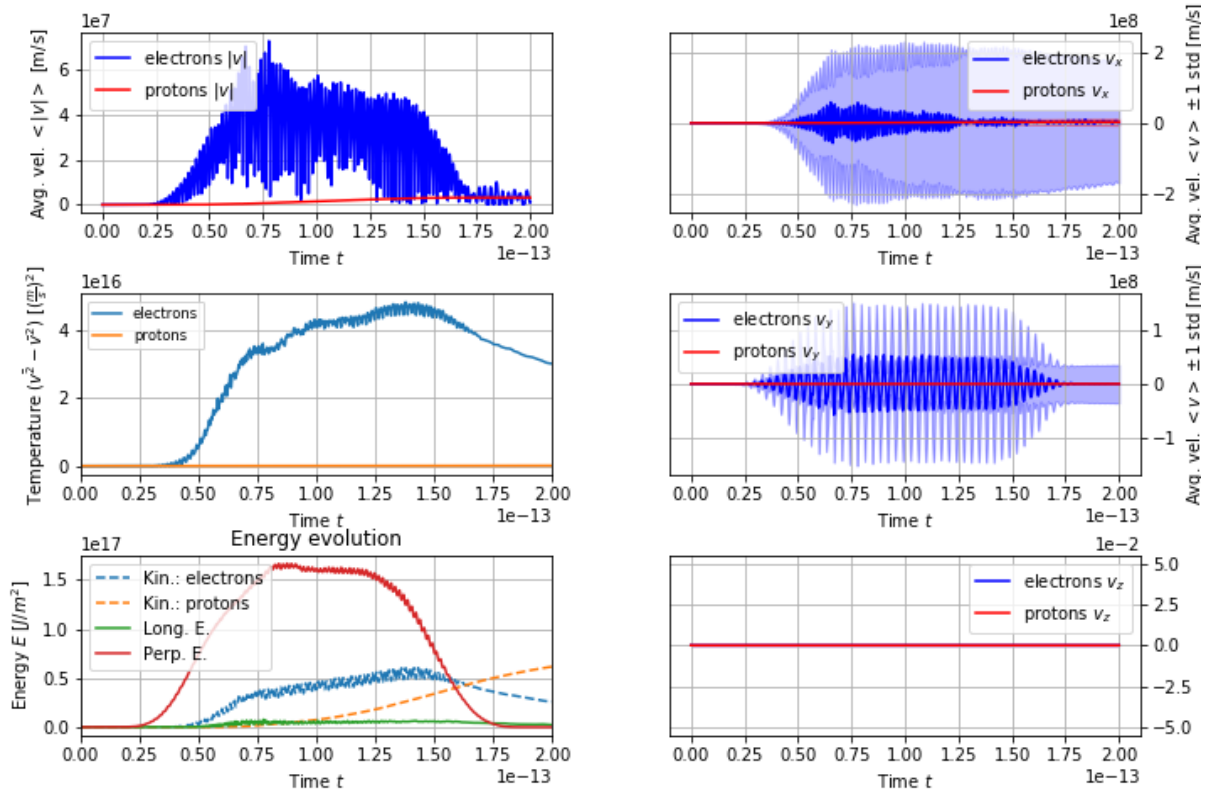 1e7
Avg. vel. < |v| > [m/s]
6
4
2
0
electrons |v|
protons |v|
0.00 0.25 0.50 0.75 1.00 1.25 1.50 1.75 2.00
Time t
1e−13
1e8
electrons v_x
protons v_x
2
0
−2
Avg. vel. < v > ±1 std [m/s]
0.00 0.25 0.50 0.75 1.00 1.25 1.50 1.75 2.00
Time t
1e−13
1e16
Temperature (v²̄ − v̄²) [(m/s)²]
4
2
0
electrons
protons
0.00 0.25 0.50 0.75 1.00 1.25 1.50 1.75 2.00
Time t
1e−13
1e8
electrons v_y
protons v_y
1
0
−1
Avg. vel. < v > ±1 std [m/s]
0.00 0.25 0.50 0.75 1.00 1.25 1.50 1.75 2.00
Time t
1e−13
Energy evolution
1e17
Energy E [J/m²]
1.5
1.0
0.5
0.0
Kin.: electrons
Kin.: protons
Long. E.
Perp. E.
0.00 0.25 0.50 0.75 1.00 1.25 1.50 1.75 2.00
Time t
1e−13
1e−2
electrons v_z
protons v_z
5.0
2.5
0.0
−2.5
−5.0
0.00 0.25 0.50 0.75 1.00 1.25 1.50 1.75 2.00
Time t
1e−13